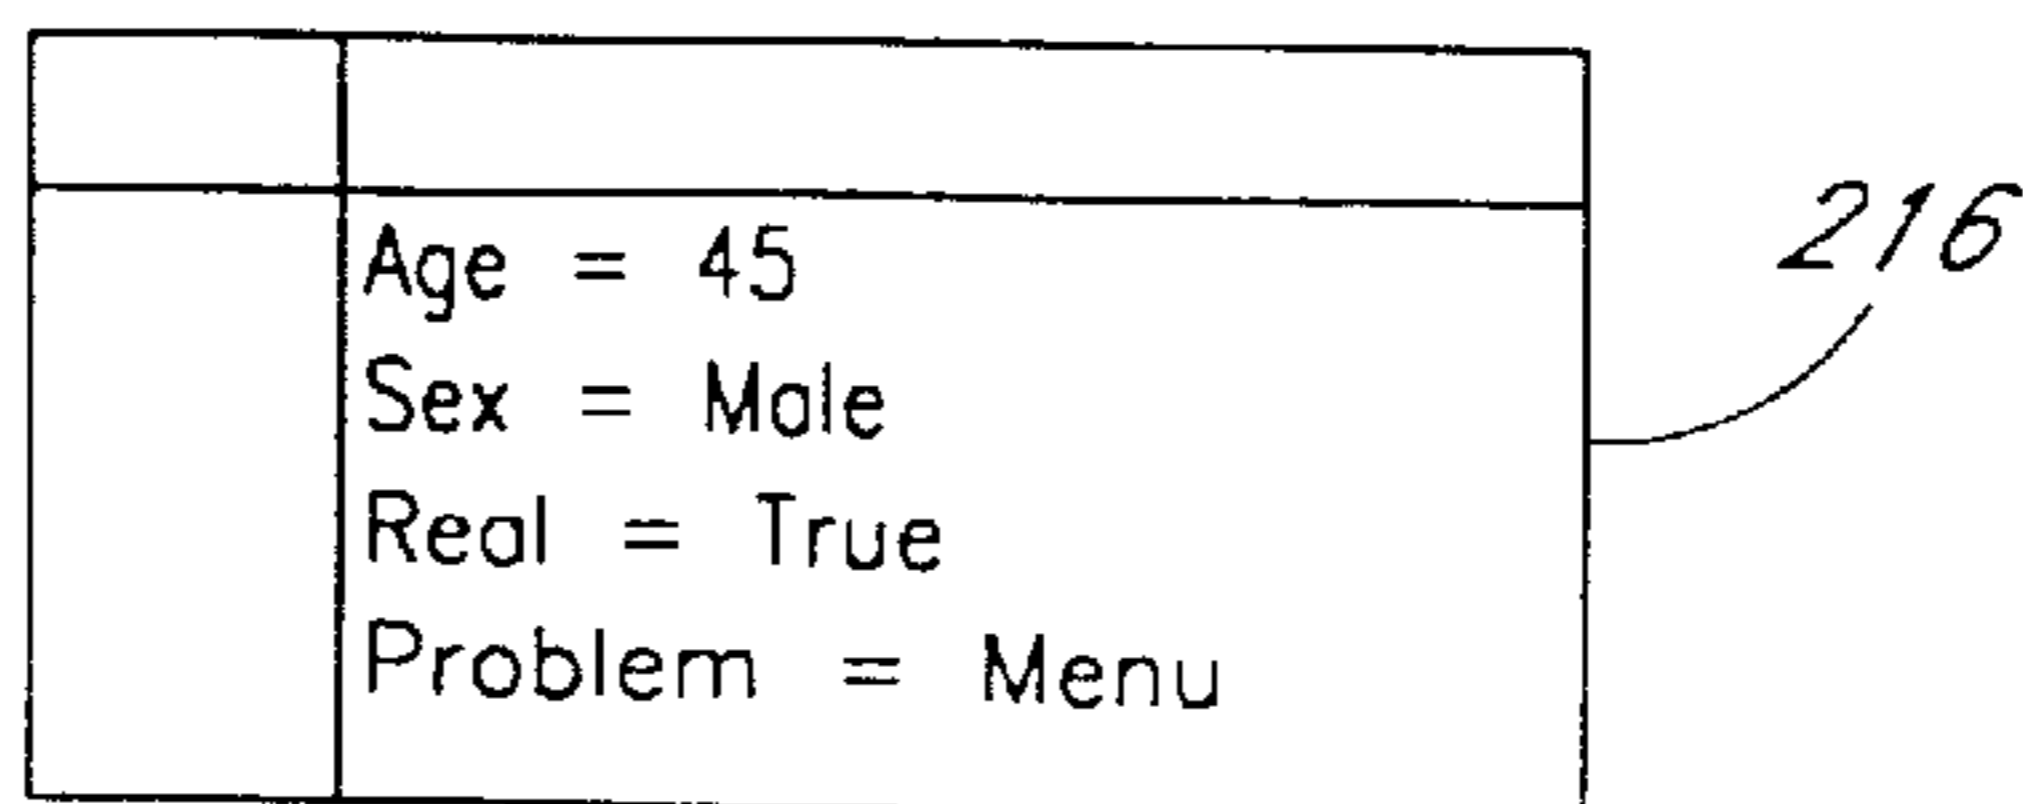 216
Age = 45
Sex = Male
Real = True
Problem = Menu